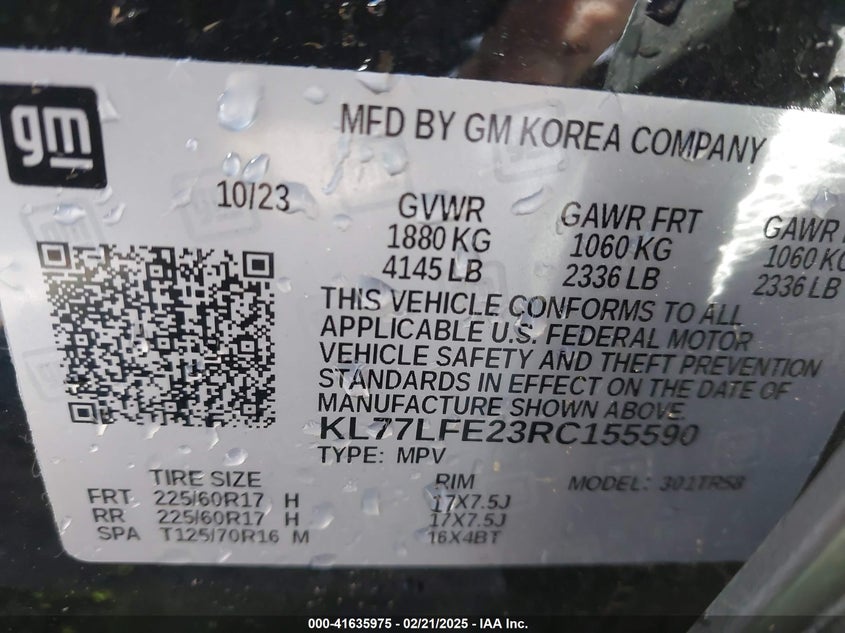 gm
MFD BY GM KOREA COMPANY
10/23
GVWR GAWR FRT GAWR
1880 KG 1060 KG 1060 KG
4145 LB 2336 LB 2336 LB
THIS VEHICLE CONFORMS TO ALL
APPLICABLE U.S. FEDERAL MOTOR
VEHICLE SAFETY AND THEFT PREVENTION
STANDARDS IN EFFECT ON THE DATE OF
MANUFACTURE SHOWN ABOVE.
KL77LFE23RC155590
TYPE: MPV
TIRE SIZE RIM MODEL: 301TR58
FRT 225/60R17 H 17X7.5J
RR 225/60R17 H 17X7.5J
SPA T125/70R16 M 16X4BT
000-41635975 - 02/21/2025 - IAA Inc.